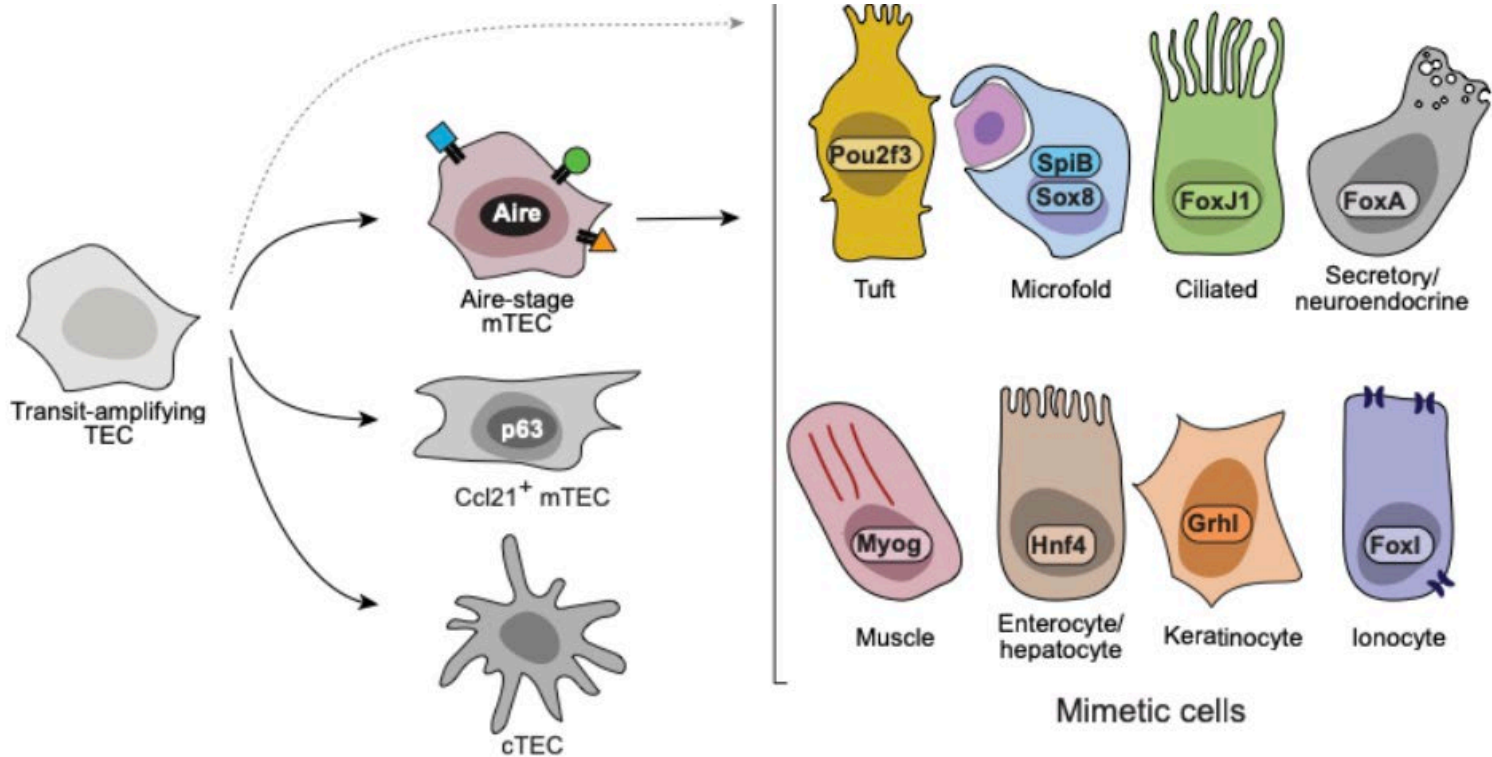 Transit-amplifying
TEC
Aire
Aire-stage
mTEC
p63
Ccl21+ mTEC
cTEC
Pou2f3
Tuft
SpiB
Sox8
Microfold
FoxJ1
Ciliated
FoxA
Secretory/
neuroendocrine
Myog
Muscle
Hnf4
Enterocyte/
hepatocyte
Grhl
Keratinocyte
FoxI
Ionocyte
Mimetic cells